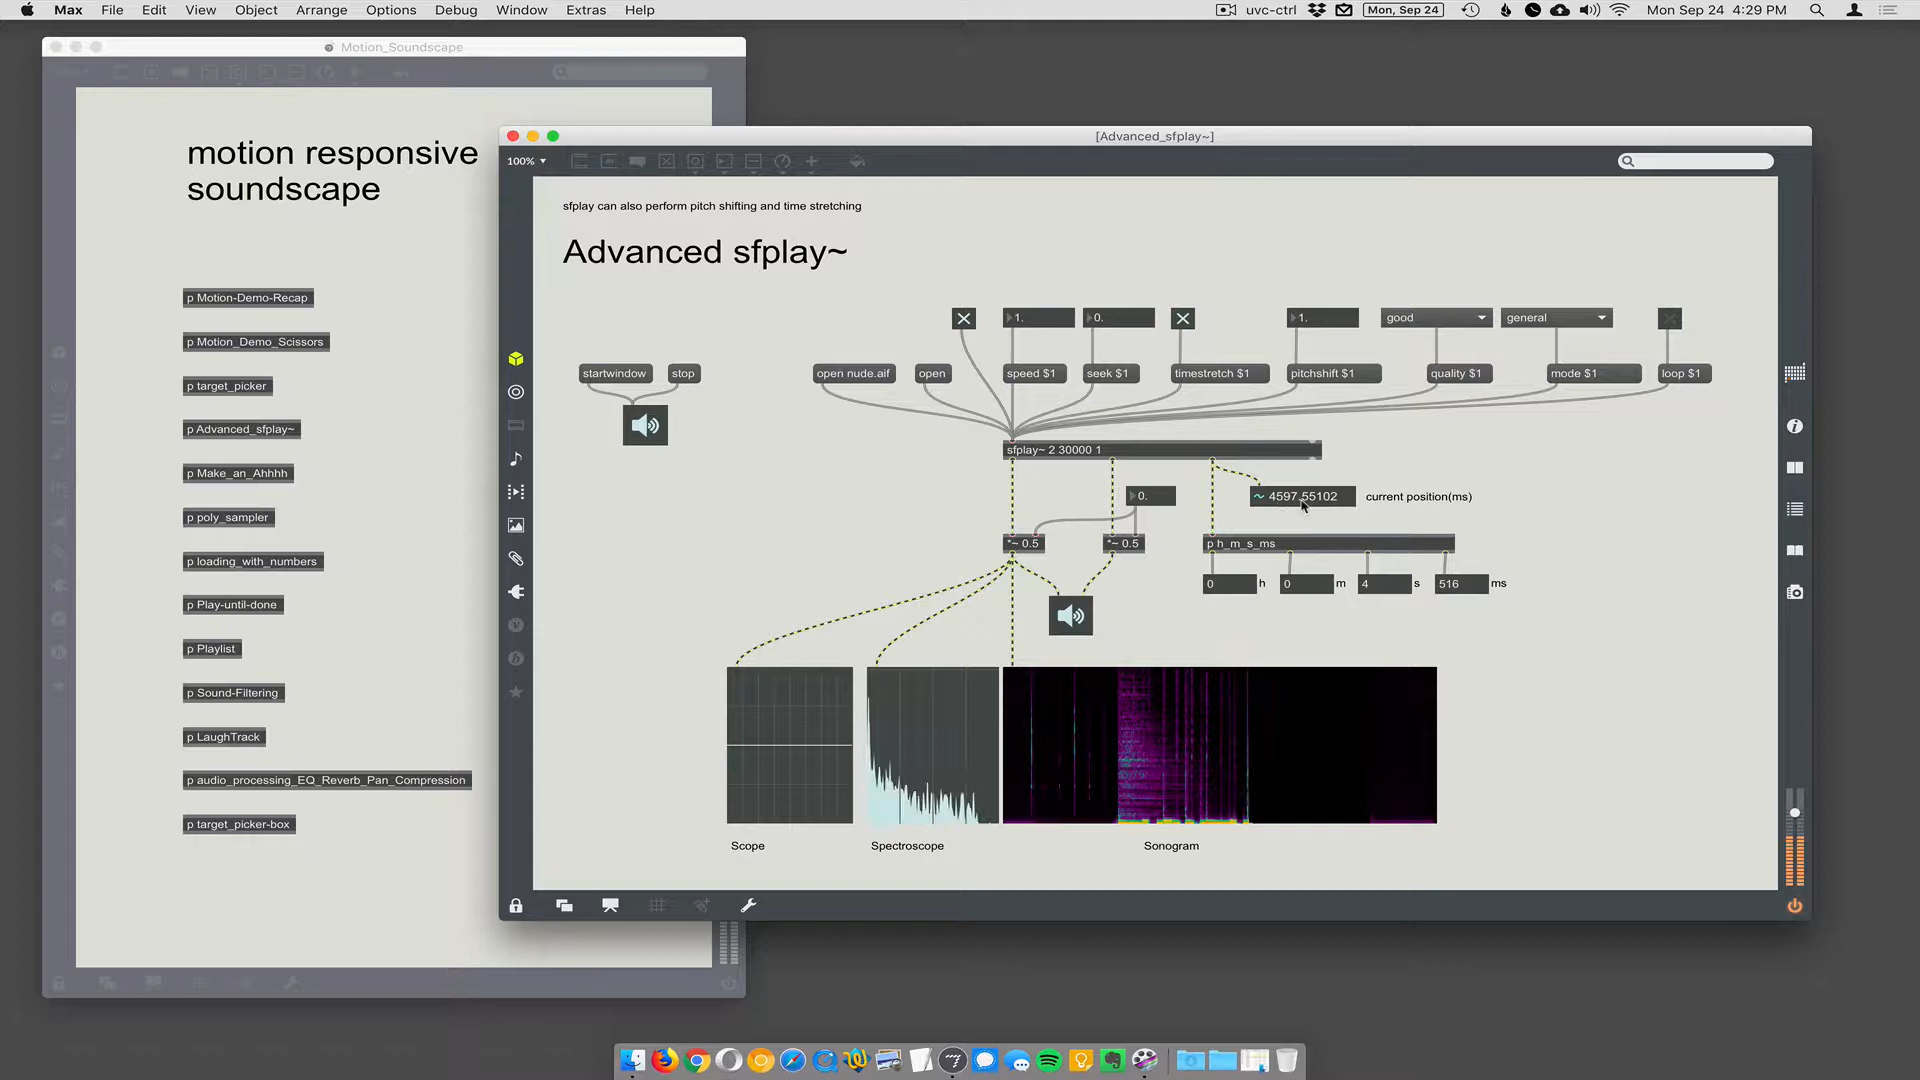 Max File Edit View Object Arrange Options Debug Window Extras Help
uvc-ctrl Mon, Sep 24 Mon Sep 24 4:29 PM
Motion_Soundscape
motion responsive
soundscape
p Motion-Demo-Recap
p Motion_Demo_Scissors
p target_picker
p Advanced_sfplay~
p Make_an_Ahhhh
p poly_sampler
p loading_with_numbers
p Play-until-done
p Playlist
p Sound-Filtering
p LaughTrack
p audio_processing_EQ_Reverb_Pan_Compression
p target_picker-box
[Advanced_sfplay~]
100%
sfplay can also perform pitch shifting and time stretching
Advanced sfplay~
1. 0. 1. good general
startwindow stop open nude.aif open speed $1 seek $1 timestretch $1 pitchshift $1 quality $1 mode $1 loop $1
sfplay~ 2 30000 1
0. 4597.55102 current position(ms)
*~ 0.5 *~ 0.5 p h_m_s_ms
0 h 0 m 4 s 516 ms
Scope Spectroscope Sonogram